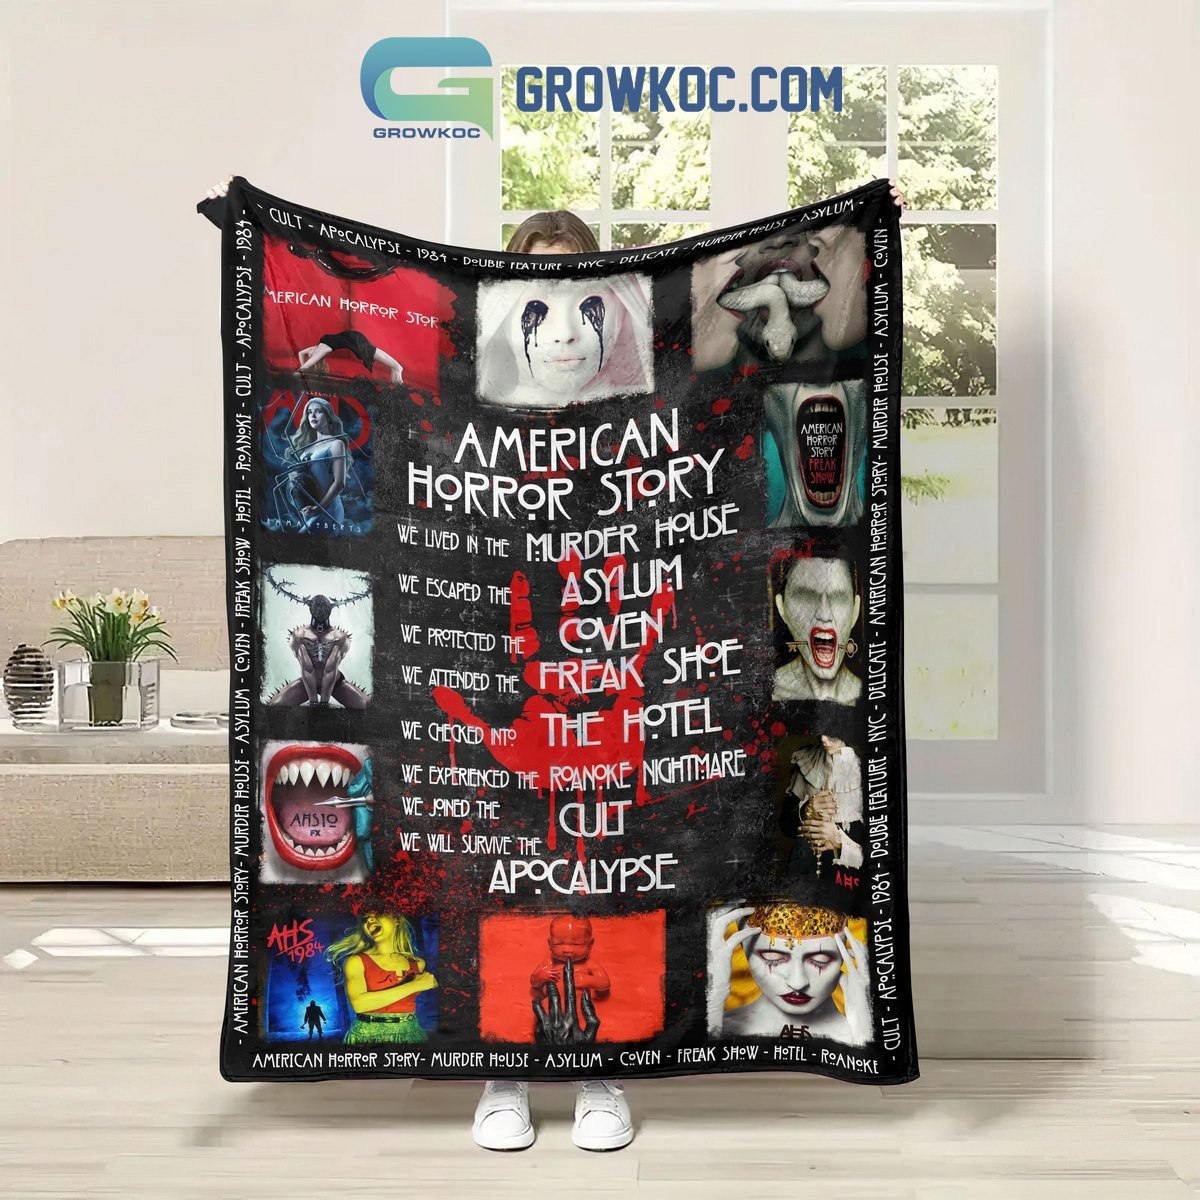 GROWKOC
GROWKOC.COM
- CULT - APOCALYPSE - 1984 - DOUBLE FEATURE - NYC - DELICATE - MURDER HOUSE - ASYLUM -
MERICAN HORROR STOR
DELICATE
EMMA ROBERTS
AMERICAN
HORROR
STORY
FREAK
SHOW.
AMERICAN
HORROR STORY
WE LIVED IN THE MURDER HOUSE
WE ESCAPED THE ASYLUM
WE PROTECTED THE COVEN
WE ATTENDED THE FREAK SHOE
WE CHECKED INTO THE HOTEL
WE EXPERIENCED THE ROANOKE NIGHTMARE
WE JOINED THE CULT
WE WILL SURVIVE THE
APOCALYPSE
AHS10
FX
AHS
AHS
1984
AHS
- AMERICAN HORROR STORY- MURDER HOUSE - ASYLUM - COVEN - FREAK SHOW - HOTEL - ROANOKE - CULT - APOCALYPSE - 1984 -
- CULT - APOCALYPSE - 1984 - DOUBLE FEATURE - NYC - DELICATE - AMERICAN HORROR STORY- MURDER HOUSE - ASYLUM - COVEN -
AMERICAN HORROR STORY- MURDER HOUSE - ASYLUM - COVEN - FREAK SHOW - HOTEL - ROANOKE